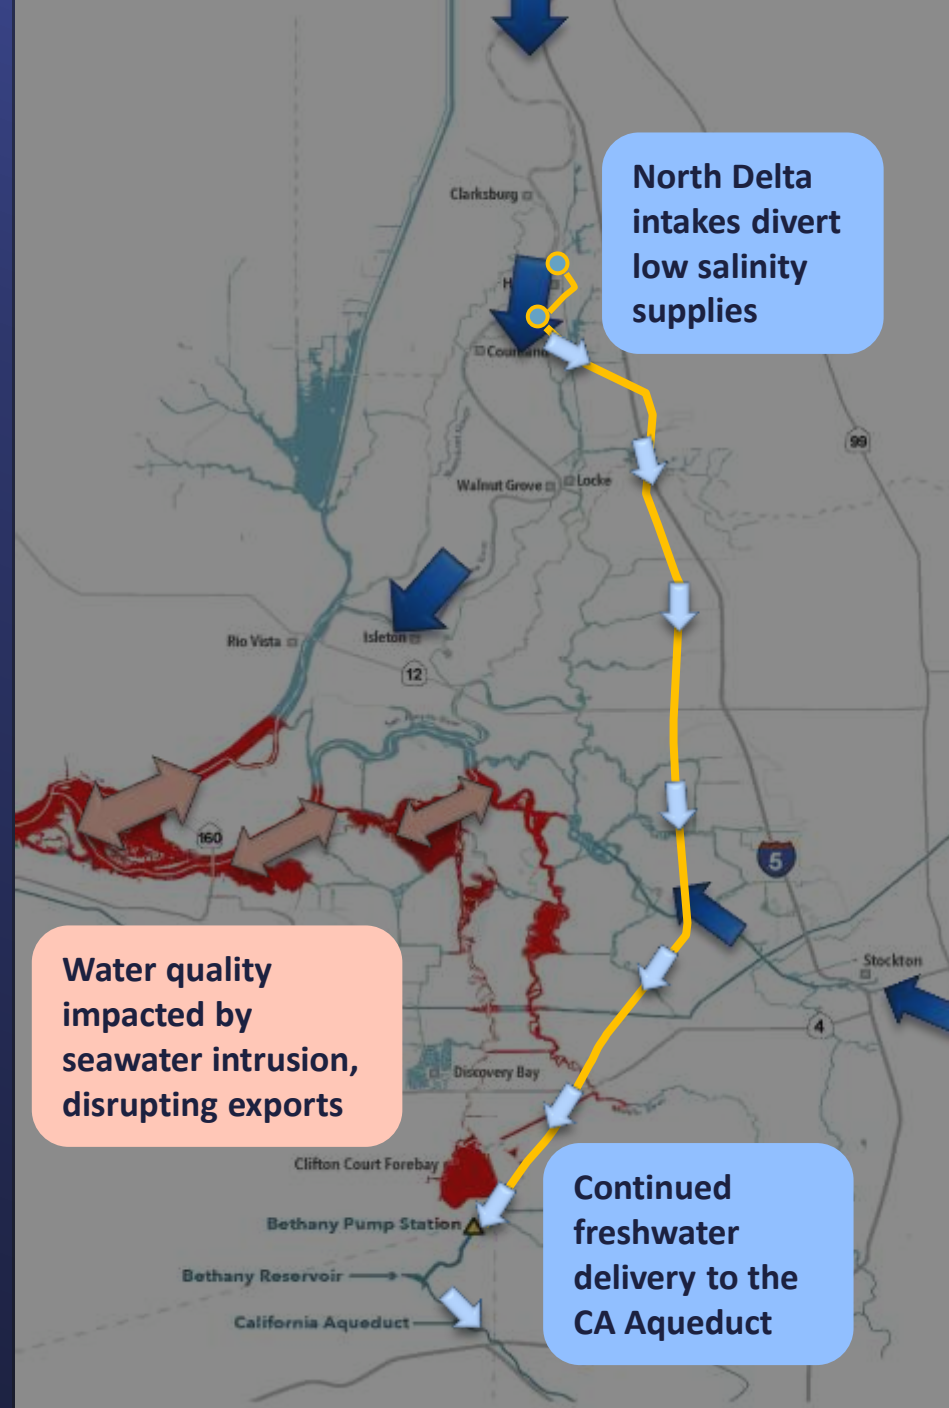 Clarksburg
North Delta
intakes divert
low salinity
supplies
H
Courtland
99
Walnut Grove
Locke
Rio Vista
Isleton
12
160
5
Water quality
impacted by
seawater intrusion,
disrupting exports
Stockton
4
Discovery Bay
Clifton Court Forebay
Bethany Pump Station
Bethany Reservoir
California Aqueduct
Continued
freshwater
delivery to the
CA Aqueduct